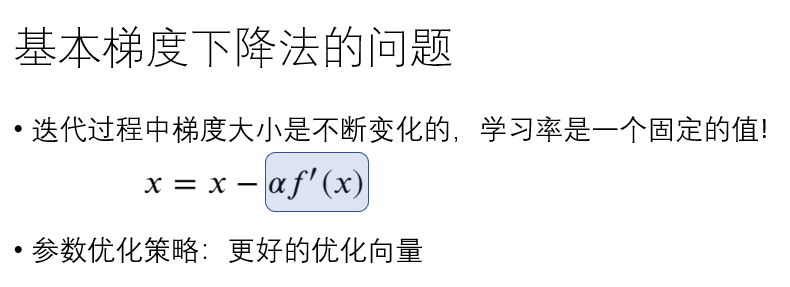 基本梯度下降法的问题
• 迭代过程中梯度大小是不断变化的，学习率是一个固定的值!
x = x − αf′(x)
• 参数优化策略：更好的优化向量